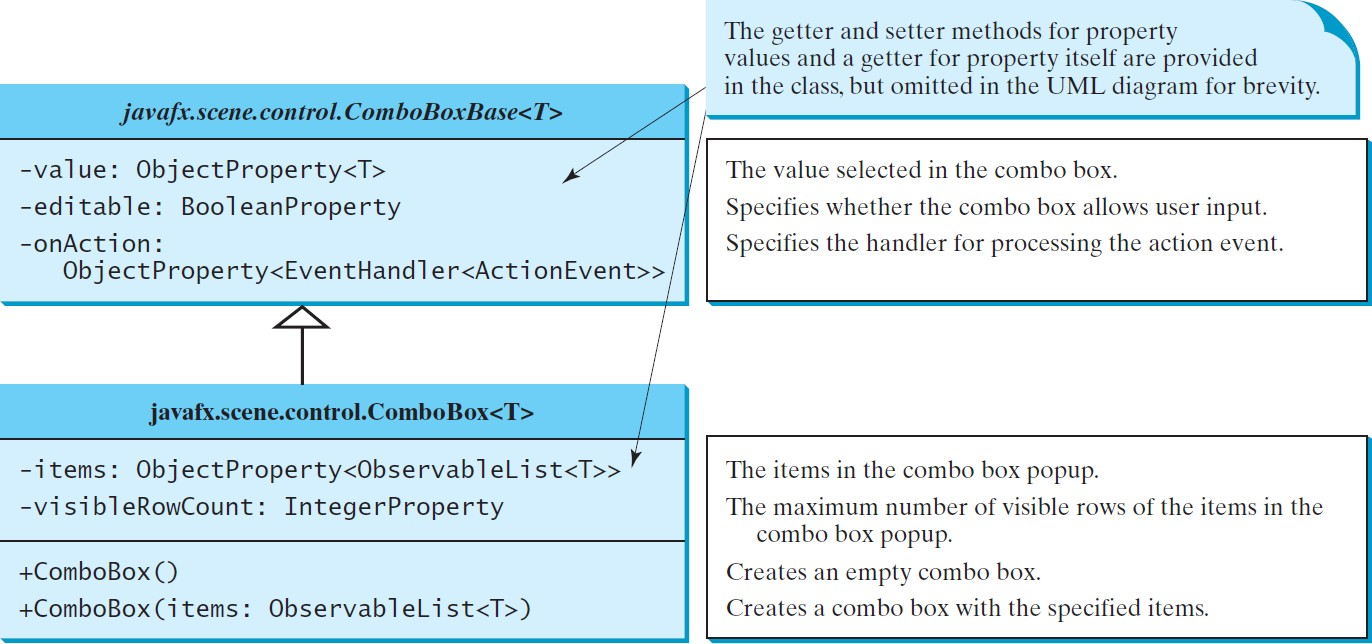 The getter and setter methods for property
values and a getter for property itself are provided
in the class, but omitted in the UML diagram for brevity.
javafx.scene.control.ComboBoxBase<T>
-value: ObjectProperty<T>
-editable: BooleanProperty
-onAction:
ObjectProperty<EventHandler<ActionEvent>>
The value selected in the combo box.
Specifies whether the combo box allows user input.
Specifies the handler for processing the action event.
javafx.scene.control.ComboBox<T>
-items: ObjectProperty<ObservableList<T>>
-visibleRowCount: IntegerProperty
+ComboBox()
+ComboBox(items: ObservableList<T>)
The items in the combo box popup.
The maximum number of visible rows of the items in the
combo box popup.
Creates an empty combo box.
Creates a combo box with the specified items.